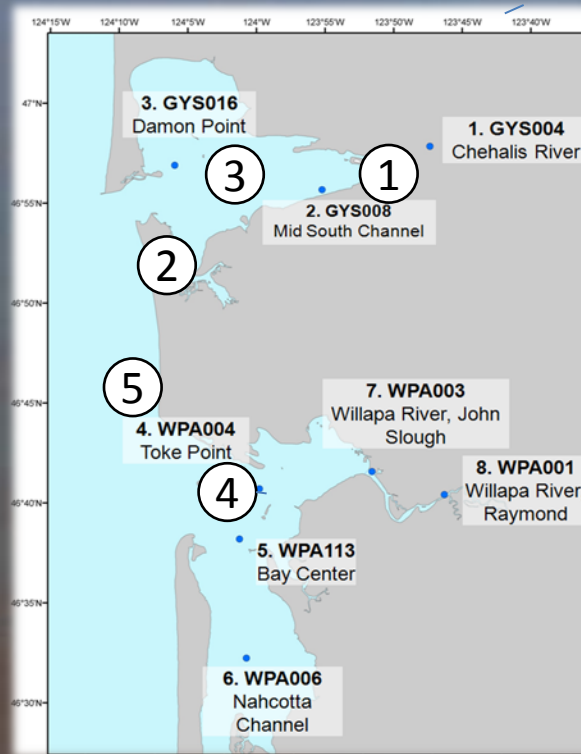 124°15'W 124°10'W 124°5'W 124°0'W 123°55'W 123°50'W 123°45'W 123°40'W
47°N
3. GYS016
Damon Point
1. GYS004
Chehalis River
3
1
46°55'N
2. GYS008
Mid South Channel
2
46°50'N
5
46°45'N
7. WPA003
Willapa River, John
Slough
4. WPA004
Toke Point
8. WPA001
Willapa River
Raymond
4
46°40'N
5. WPA113
Bay Center
46°35'N
6. WPA006
Nahcotta
Channel
46°30'N